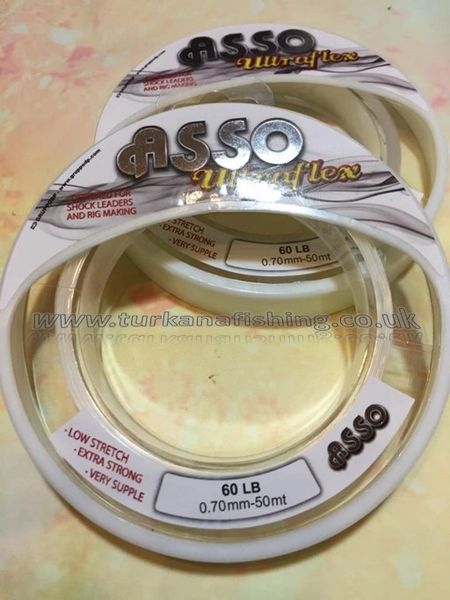 ASSO
Ultraflex
SHOCK LEADERS
AND RIG MAKING
ASSO
Ultraflex
FOR
SHOCK LEADERS
AND RIG MAKING
STRETCH
· EXTRA STRONG
· VERY SUPPLE
60 LB
0.70mm-50mt
www.turkanafishing.co.uk
· LOW STRETCH
· EXTRA STRONG
· VERY SUPPLE
60 LB
0.70mm-50mt
ASSO